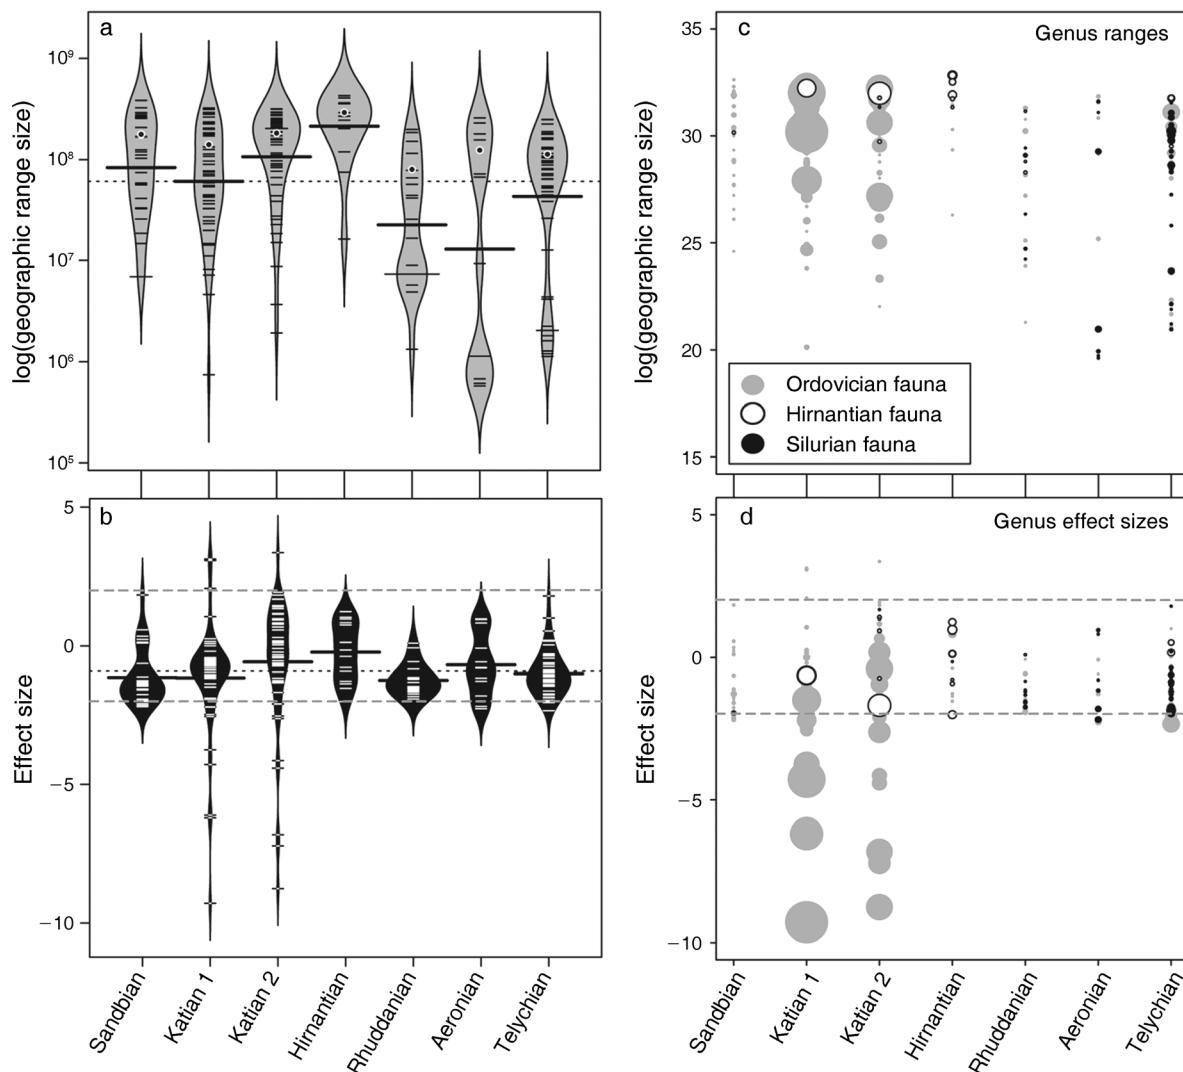 a
log(geographic range size)
10⁹
10⁸
10⁷
10⁶
10⁵
c
Genus ranges
log(geographic range size)
35
30
25
20
15
Ordovician fauna
Hirnantian fauna
Silurian fauna
b
Effect size
5
0
−5
−10
Sandbian
Katian 1
Katian 2
Hirnantian
Rhuddanian
Aeronian
Telychian
d
Genus effect sizes
Effect size
5
0
−5
−10
Sandbian
Katian 1
Katian 2
Hirnantian
Rhuddanian
Aeronian
Telychian